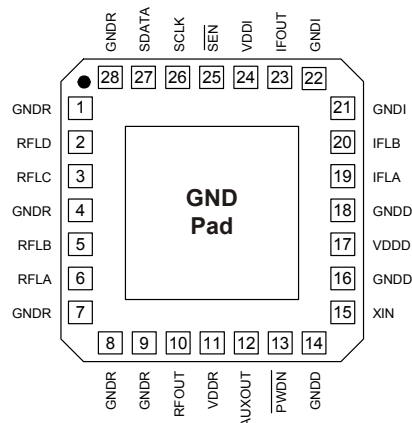 GNDR SDATA SCLK SEN VDDI IFOUT GNDI
28 27 26 25 24 23 22
GNDR 1 21 GNDI
RFLD 2 20 IFLB
RFLC 3 19 IFLA
GNDR 4 GND 18 GNDD
Pad
RFLB 5 17 VDDD
RFLA 6 16 GNDD
GNDR 7 15 XIN
8 9 10 11 12 13 14
GNDR GNDR RFOUT VDDR AUXOUT PWDN GNDD